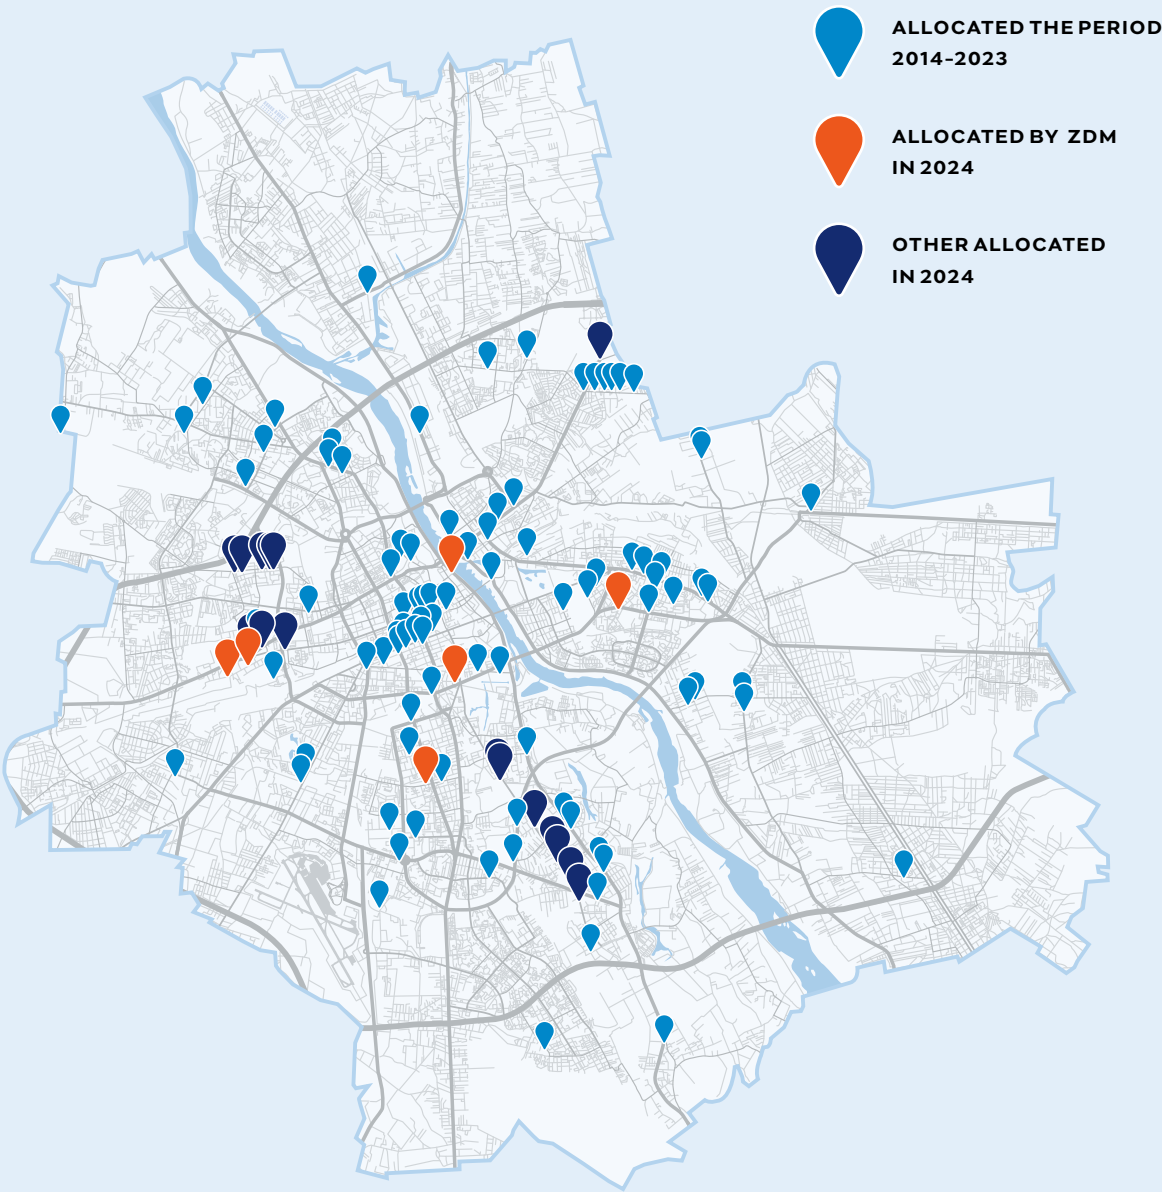 ALLOCATED THE PERIOD
2014-2023
ALLOCATED BY ZDM
IN 2024
OTHER ALLOCATED
IN 2024